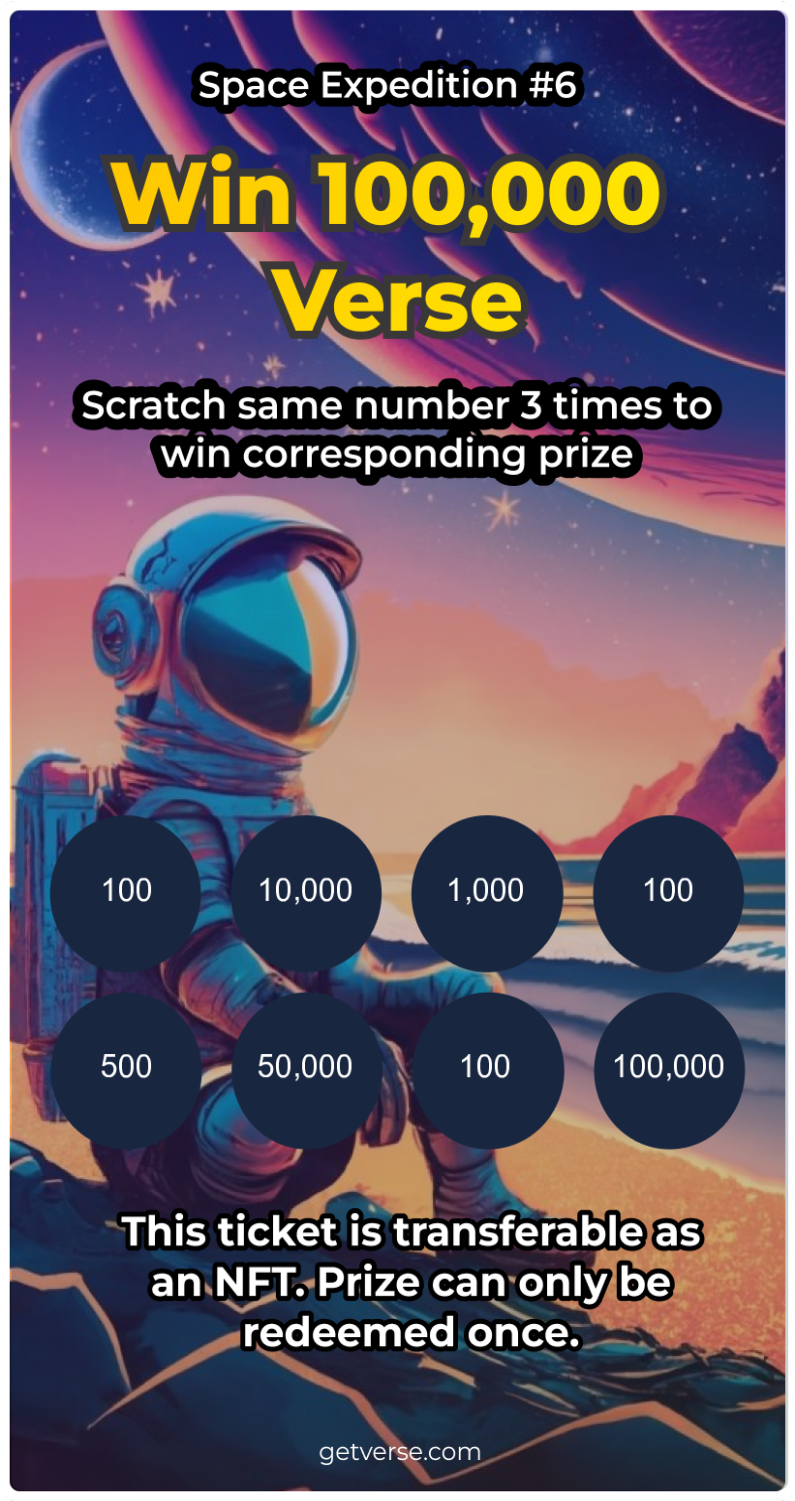 Space Expedition #6
Win 100,000
Verse
Scratch same number 3 times to
win corresponding prize
100 10,000 1,000 100
500 50,000 100 100,000
This ticket is transferable as
an NFT. Prize can only be
redeemed once.
getverse.com